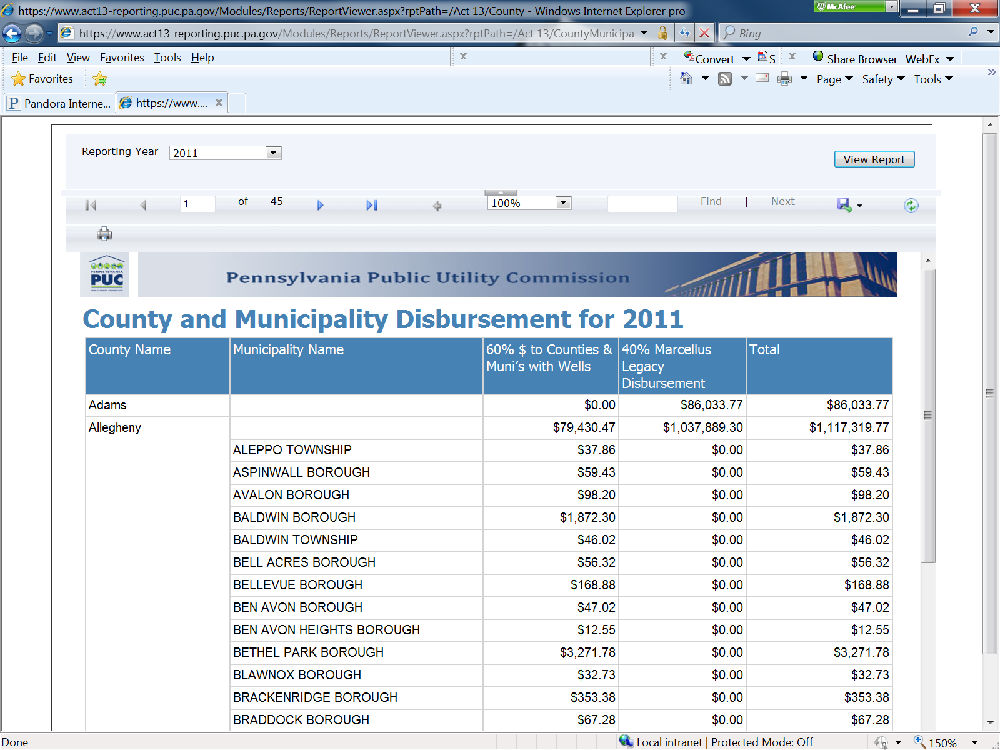 https://www.act13-reporting.puc.pa.gov/Modules/Reports/ReportViewer.aspx?rptPath=/Act 13/County - Windows Internet Explorer pro
McAfee
https://www.act13-reporting.puc.pa.gov/Modules/Reports/ReportViewer.aspx?rptPath=/Act 13/CountyMunicipa
Bing
File Edit View Favorites Tools Help
x x Convert S x Share Browser WebEx
Favorites
Page Safety Tools
Pandora Interne... https://www.... x
Reporting Year 2011
View Report
1 of 45 100% Find | Next
PENNSYLVANIA
PUC
Pennsylvania Public Utility Commission
County and Municipality Disbursement for 2011
County Name Municipality Name 60% $ to Counties & 40% Marcellus Total
Muni’s with Wells Legacy
Disbursement
Adams $0.00 $86,033.77 $86,033.77
Allegheny $79,430.47 $1,037,889.30 $1,117,319.77
ALEPPO TOWNSHIP $37.86 $0.00 $37.86
ASPINWALL BOROUGH $59.43 $0.00 $59.43
AVALON BOROUGH $98.20 $0.00 $98.20
BALDWIN BOROUGH $1,872.30 $0.00 $1,872.30
BALDWIN TOWNSHIP $46.02 $0.00 $46.02
BELL ACRES BOROUGH $56.32 $0.00 $56.32
BELLEVUE BOROUGH $168.88 $0.00 $168.88
BEN AVON BOROUGH $47.02 $0.00 $47.02
BEN AVON HEIGHTS BOROUGH $12.55 $0.00 $12.55
BETHEL PARK BOROUGH $3,271.78 $0.00 $3,271.78
BLAWNOX BOROUGH $32.73 $0.00 $32.73
BRACKENRIDGE BOROUGH $353.38 $0.00 $353.38
BRADDOCK BOROUGH $67.28 $0.00 $67.28
Done
Local intranet | Protected Mode: Off
150%